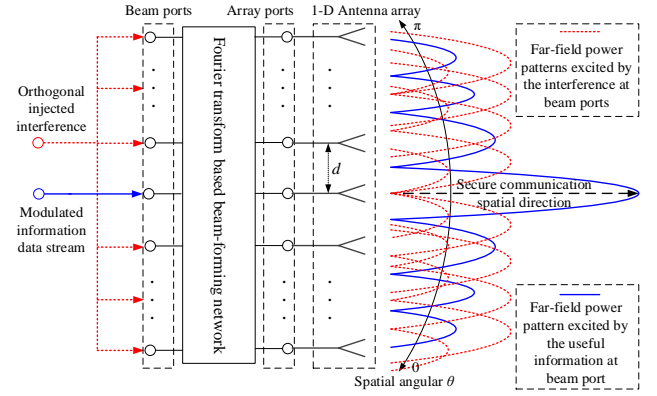 Beam ports
Array ports
1-D Antenna array
Orthogonal
injected
interference
Modulated
information
data stream
Fourier transform based beam-forming network
d
π
Secure communication
spatial direction
0
Spatial angular θ
Far-field power
patterns excited by
the interference at
beam ports
Far-field power
pattern excited by
the useful
information at
beam port